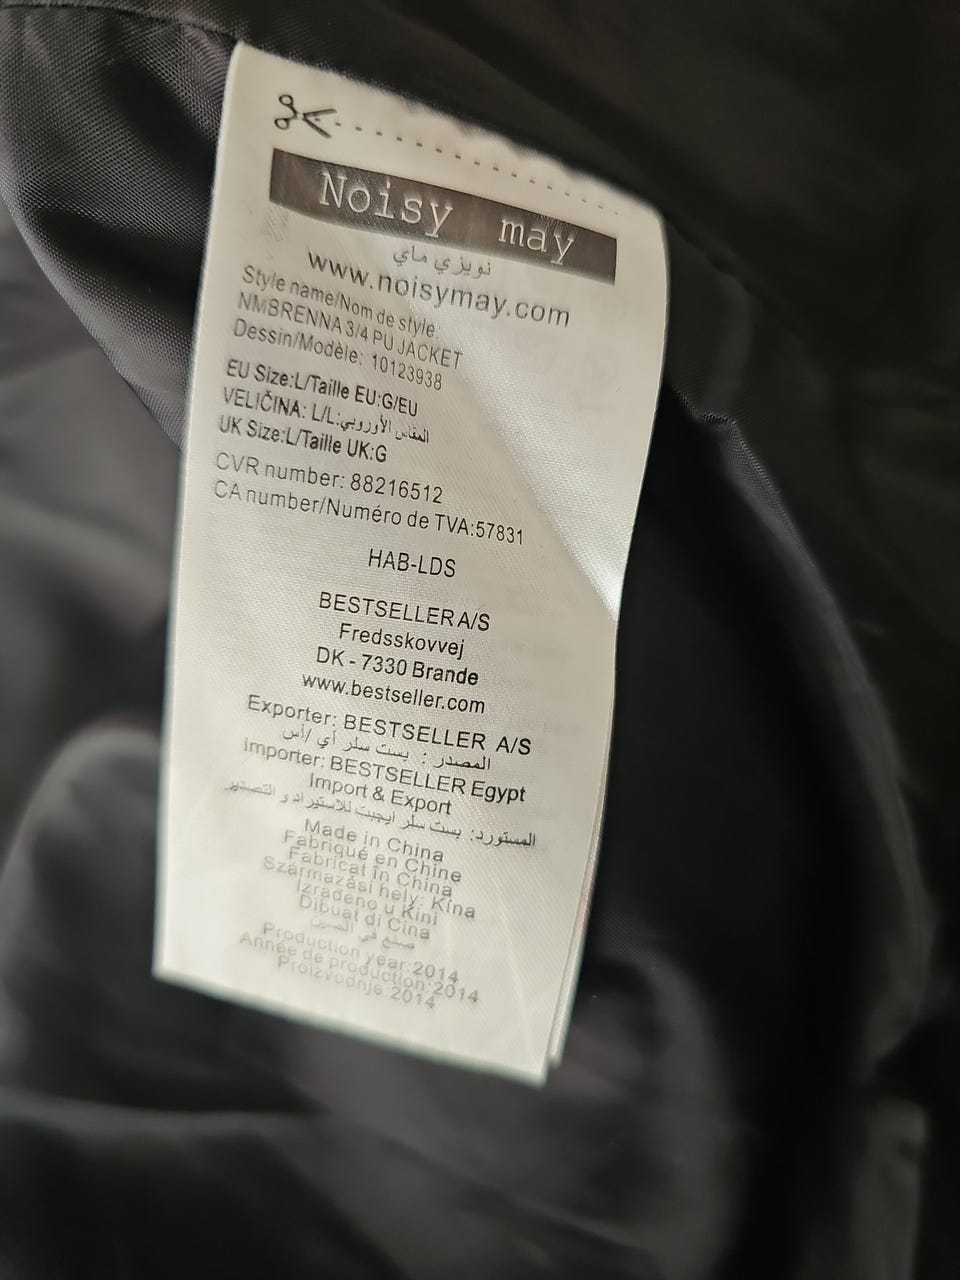 Noisy may
نويزي ماي
www.noisymay.com
Style name/Nom de style:
NMBRENNA 3/4 PU JACKET
Dessin/Modèle: 10123938
EU Size:L/Taille EU:G/EU
VELIČINA: L/L:المقاس الأوروبي
UK Size:L/Taille UK:G
CVR number: 88216512
CA number/Numéro de TVA:57831
HAB-LDS
BESTSELLER A/S
Fredsskovvej
DK - 7330 Brande
www.bestseller.com
Exporter: BESTSELLER A/S
المصدر : بست سلر أي /أس
Importer: BESTSELLER Egypt
Import & Export
المستورد: بست سلر ايجيبت للاستيراد و التصدير
Made in China
Fabriqué en Chine
Fabricat în China
Származási hely: Kína
Izrađeno u Kini
Dibuat di Cina
صنع في الصين
Production year:2014
Année de production:2014
Proizvodnje:2014